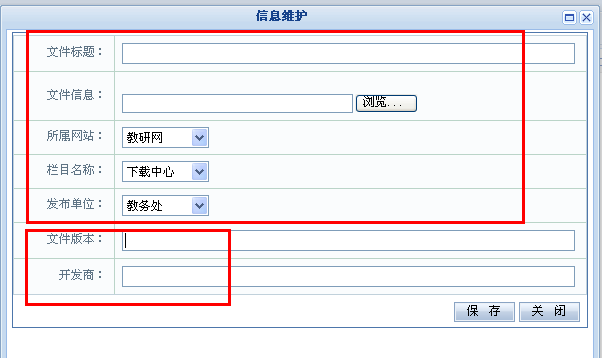 信息维护
文件标题：
文件信息： 浏览...
所属网站： 教研网
栏目名称： 下载中心
发布单位： 教务处
文件版本：
开发商：
保 存 关 闭